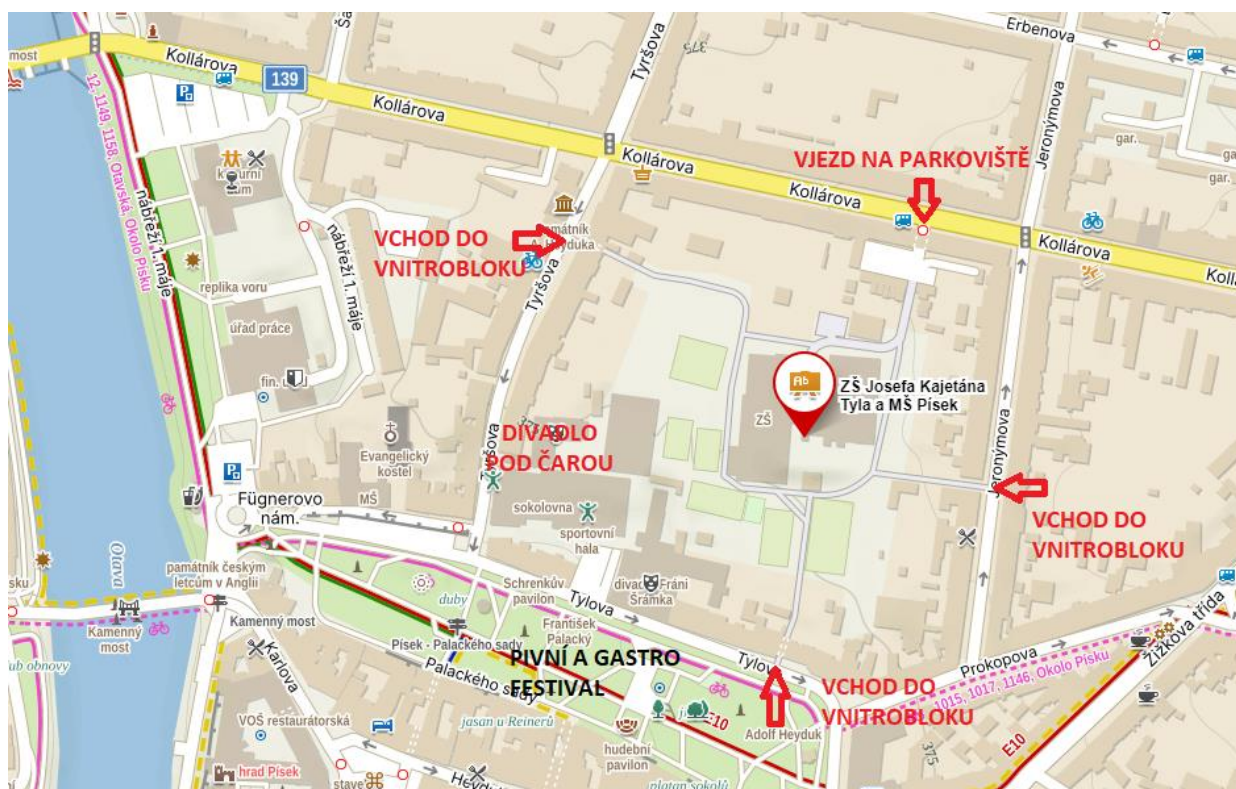 most
Kollárova
139
Kollárova
Tyršova
375
Erbenova
Jeronýmova
gar.
gar.
Kollárova
VJEZD NA PARKOVIŠTĚ
Kollárova
Kollárova
12, 1149, 1158, Otavská, Okolo Písku
nábřeží 1. máje
VCHOD DO
VNITROBLOKU
nábřeží 1. máje
Tyršova
replika voru
úřad práce
ZŠ Josefa Kajetána
Tyla a MŠ Písek
ZŠ
DIVADLO
POD ČAROU
Tyršova
Evangelický
kostel
MŠ
Jeronýmova
VCHOD DO
VNITROBLOKU
Fügnerovo
nám.
sokolovna
sportovní
hala
památník českým
letcům v Anglii
Otava
Kamenný
most
Kamenný most
duby
Schrenkův
pavilon
František
Palacký
Tylova
Fráni
Šrámka
Písek - Palackého sady
Palackého sady
PIVNÍ A GASTRO
FESTIVAL
Tylova
Prokopova
1015, 1017, 1146, Okolo Písku
Žižkova třída
VCHOD DO
VNITROBLOKU
Karlova
VOŠ restaurátorská
jasan u Reinerů
hudební
pavilon
E10
Adolf Heyduk
375
E10
hrad Písek
platan sokolů